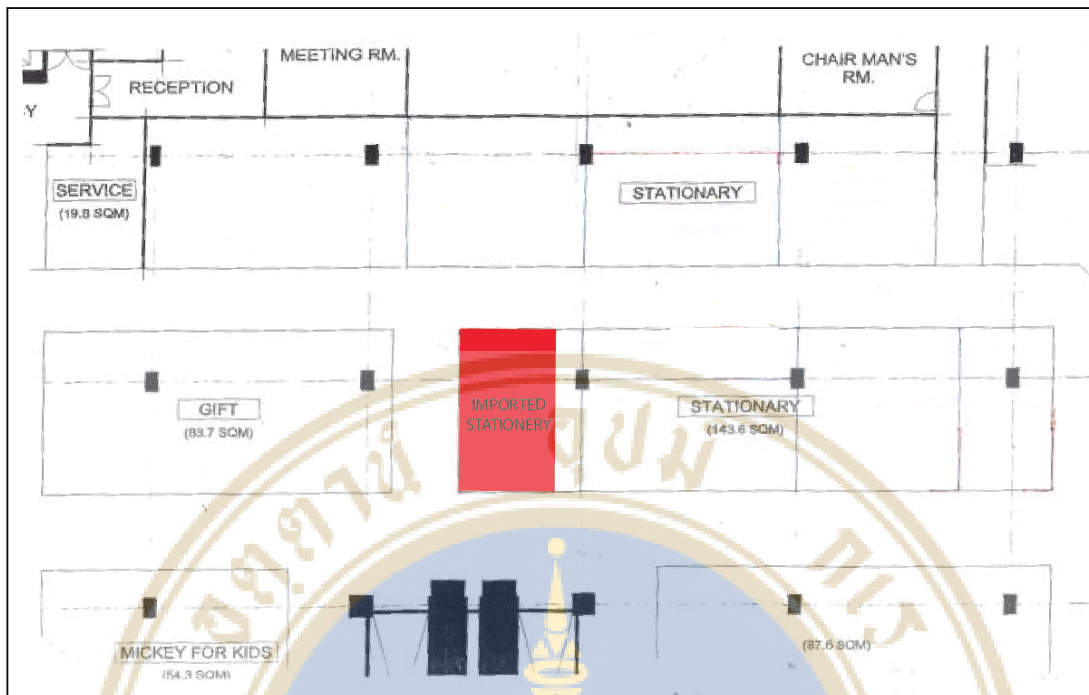 MEETING RM.
CHAIR MAN'S
RM.
RECEPTION
SERVICE
(19.8 SQM)
STATIONARY
IMPORTED
STATIONERY
GIFT
(83.7 SQM)
STATIONARY
(143.6 SQM)
MICKEY FOR KIDS
(54.3 SQM)
(87.6 SQM)